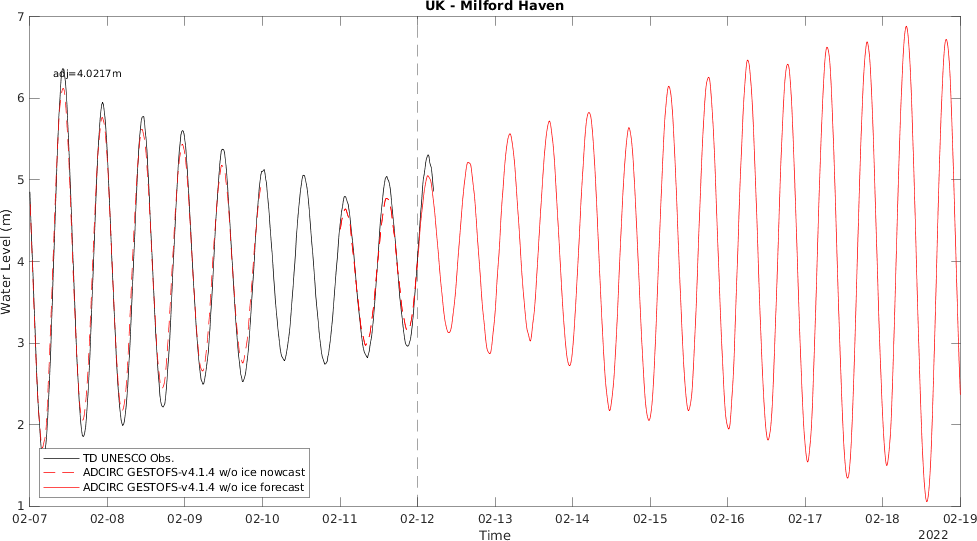 UK - Milford Haven
adj=4.0217m
7
6
5
4
3
2
1
Water Level (m)
TD UNESCO Obs.
ADCIRC GESTOFS-v4.1.4 w/o ice nowcast
ADCIRC GESTOFS-v4.1.4 w/o ice forecast
02-07 02-08 02-09 02-10 02-11 02-12 02-13 02-14 02-15 02-16 02-17 02-18 02-19
Time
2022